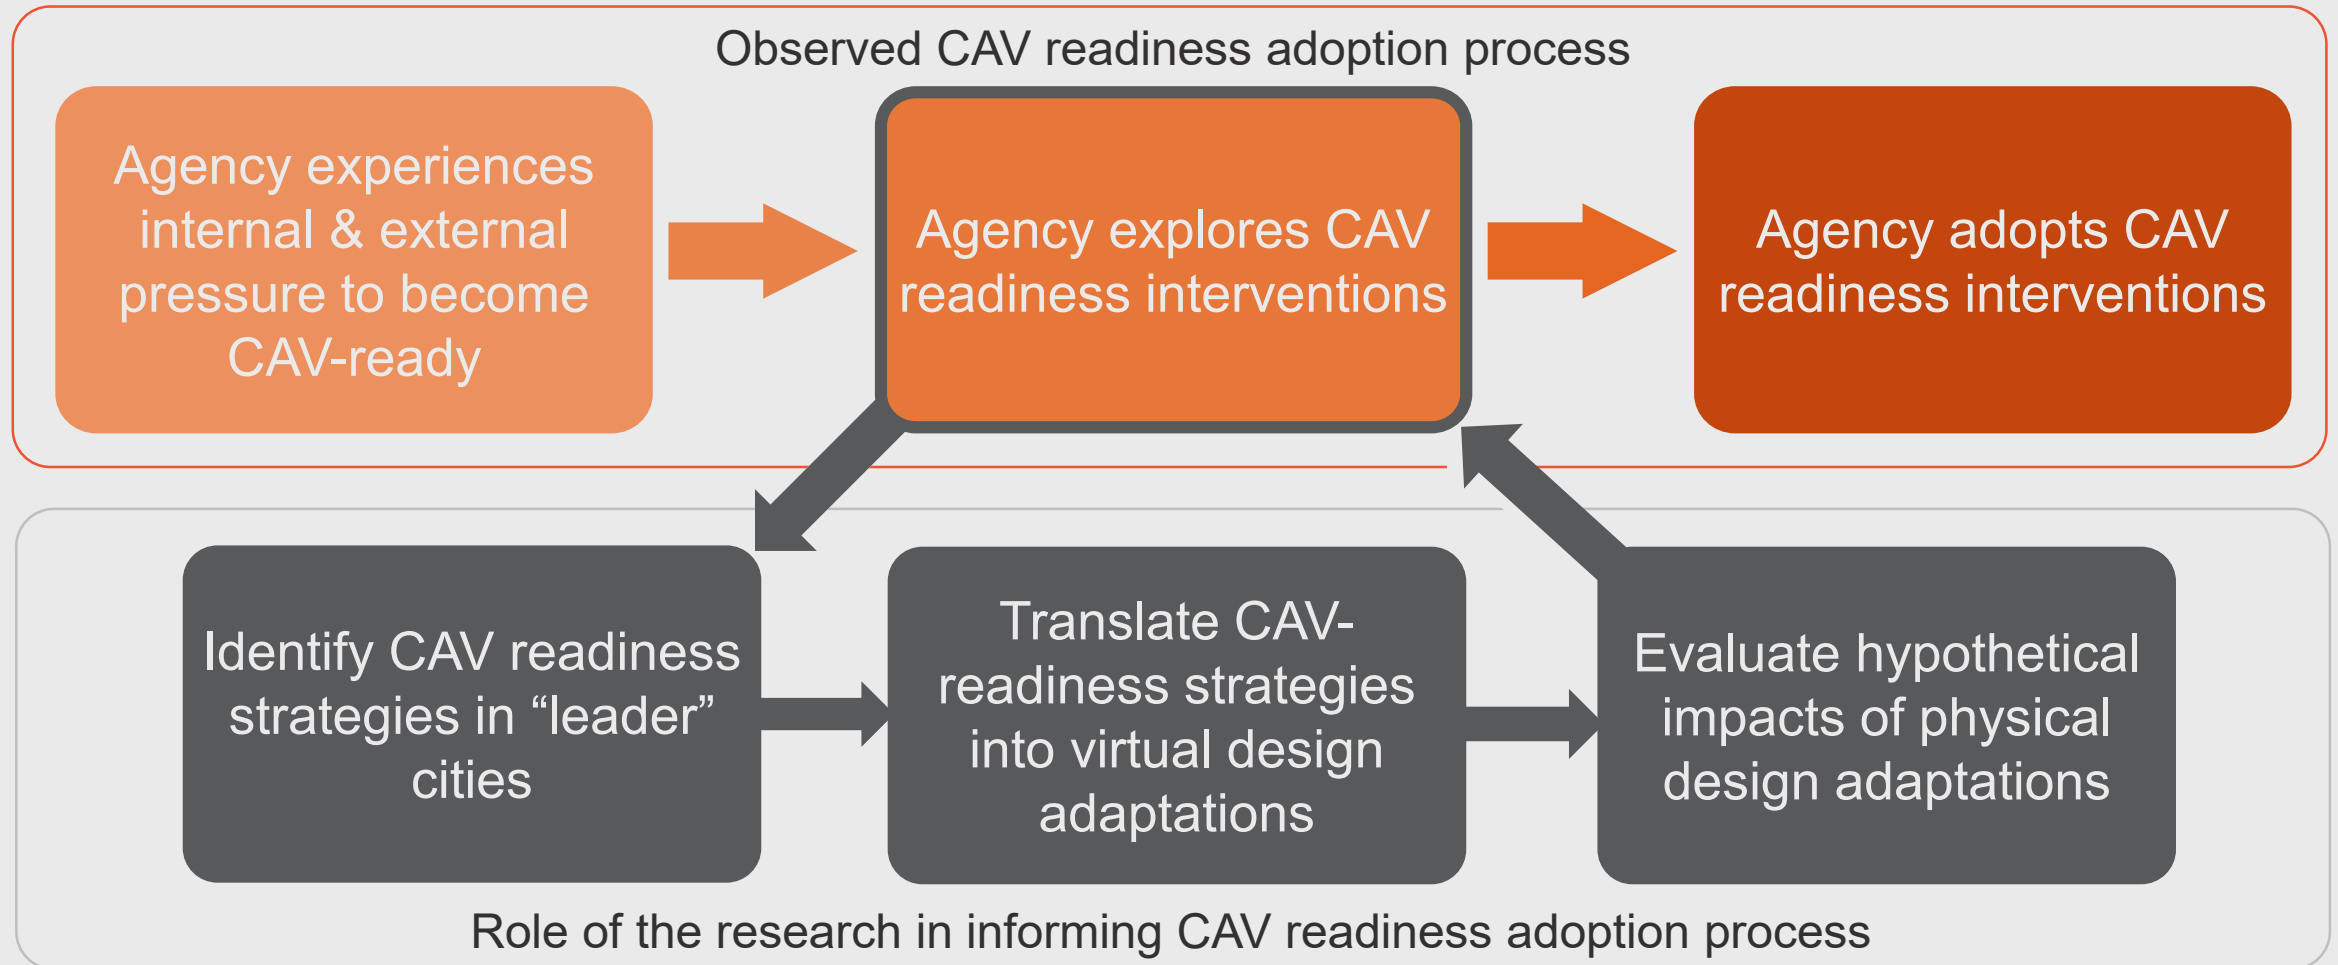 Observed CAV readiness adoption process
Agency experiences
internal & external
pressure to become
CAV-ready
Agency explores CAV
readiness interventions
Agency adopts CAV
readiness interventions
Identify CAV readiness
strategies in “leader”
cities
Translate CAV-
readiness strategies
into virtual design
adaptations
Evaluate hypothetical
impacts of physical
design adaptations
Role of the research in informing CAV readiness adoption process